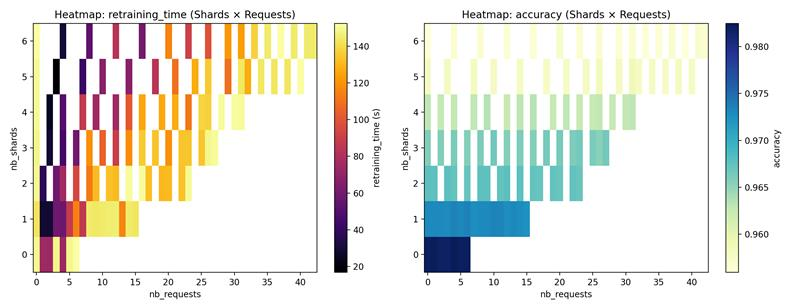 Heatmap: retraining_time (Shards × Requests)
6
5
4
3
2
1
0
nb_shards
0 5 10 15 20 25 30 35 40
nb_requests
140
120
100
80
60
40
20
retraining_time (s)
Heatmap: accuracy (Shards × Requests)
6
5
4
3
2
1
0
nb_shards
0 5 10 15 20 25 30 35 40
nb_requests
0.980
0.975
0.970
0.965
0.960
accuracy